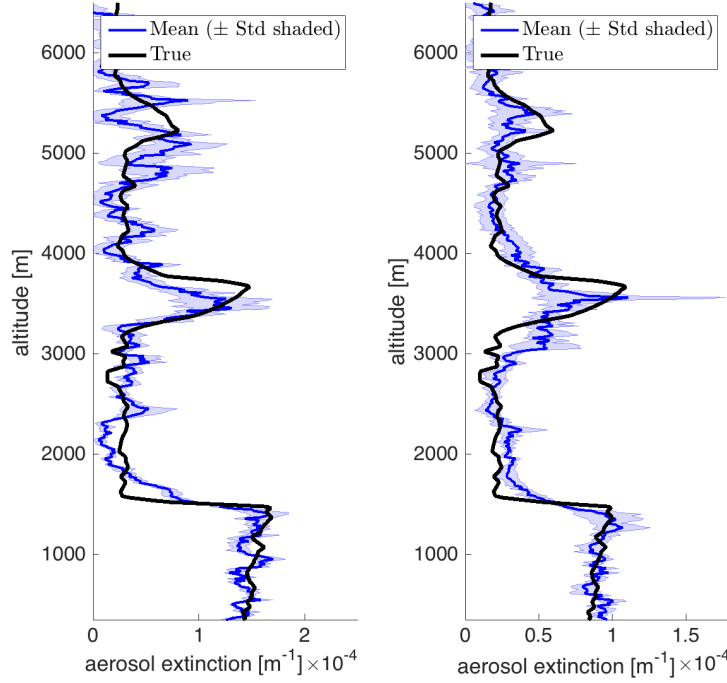 Mean (± Std shaded)
True
6000
5000
4000
3000
2000
1000
0
1
2
altitude [m]
aerosol extinction [m⁻¹] ×10⁻⁴
Mean (± Std shaded)
True
6000
5000
4000
3000
2000
1000
0
0.5
1
1.5
altitude [m]
aerosol extinction [m⁻¹] ×10⁻⁴